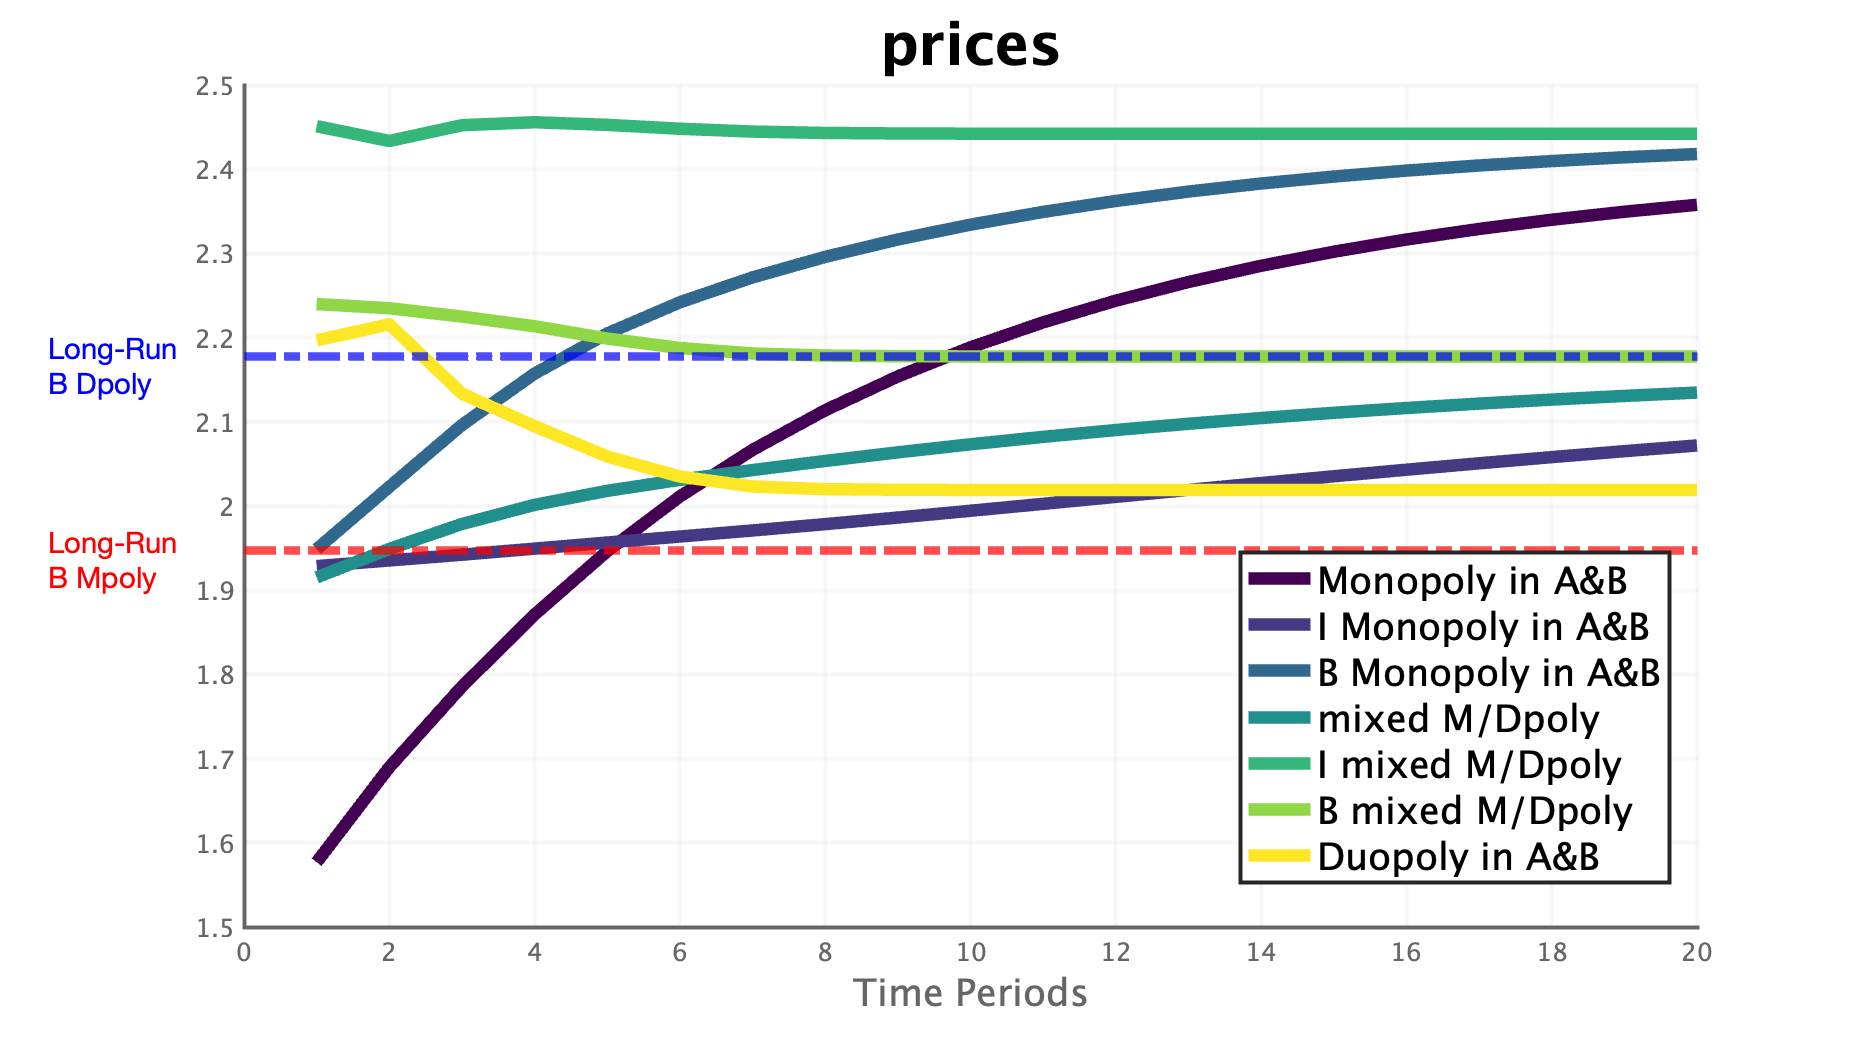 prices
2.5
2.4
2.3
2.2
2.1
2
1.9
1.8
1.7
1.6
1.5
Long-Run
B Dpoly
Long-Run
B Mpoly
0 2 4 6 8 10 12 14 16 18 20
Time Periods
Monopoly in A&B
I Monopoly in A&B
B Monopoly in A&B
mixed M/Dpoly
I mixed M/Dpoly
B mixed M/Dpoly
Duopoly in A&B